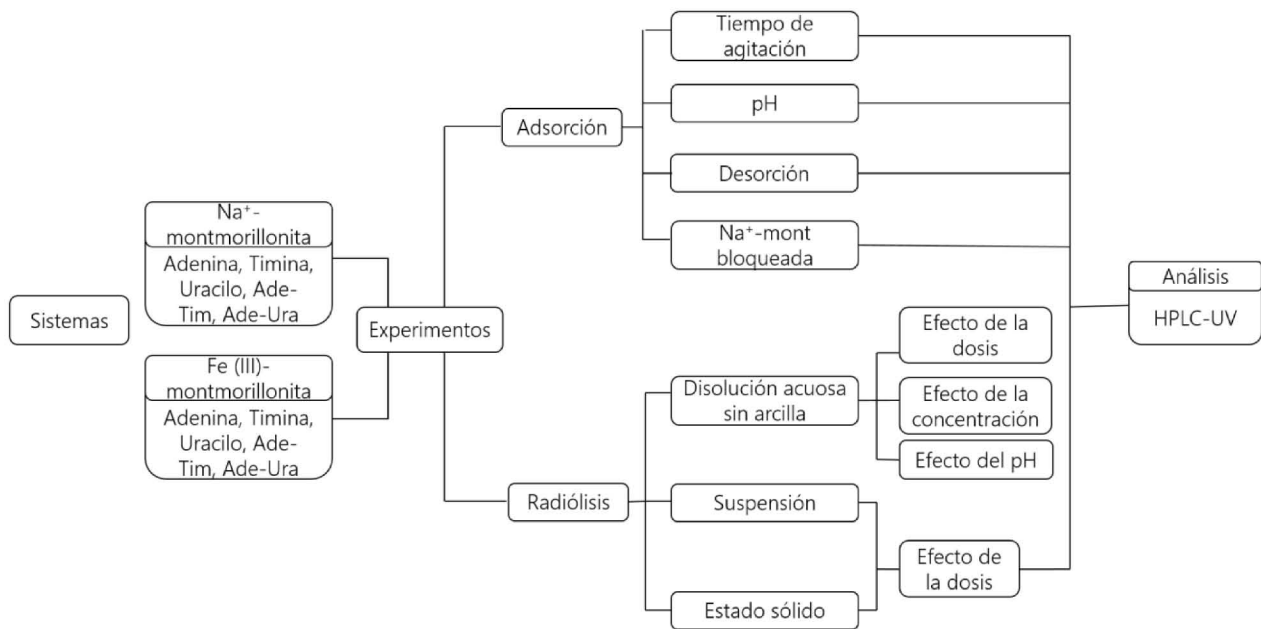 Sistemas
Na⁺-
montmorillonita
Adenina, Timina,
Uracilo, Ade-
Tim, Ade-Ura
Fe (III)-
montmorillonita
Adenina, Timina,
Uracilo, Ade-
Tim, Ade-Ura
Experimentos
Adsorción
Tiempo de
agitación
pH
Desorción
Na⁺-mont
bloqueada
Radiólisis
Disolución acuosa
sin arcilla
Efecto de la
dosis
Efecto de la
concentración
Efecto del pH
Suspensión
Estado sólido
Efecto de
la dosis
Análisis
HPLC-UV